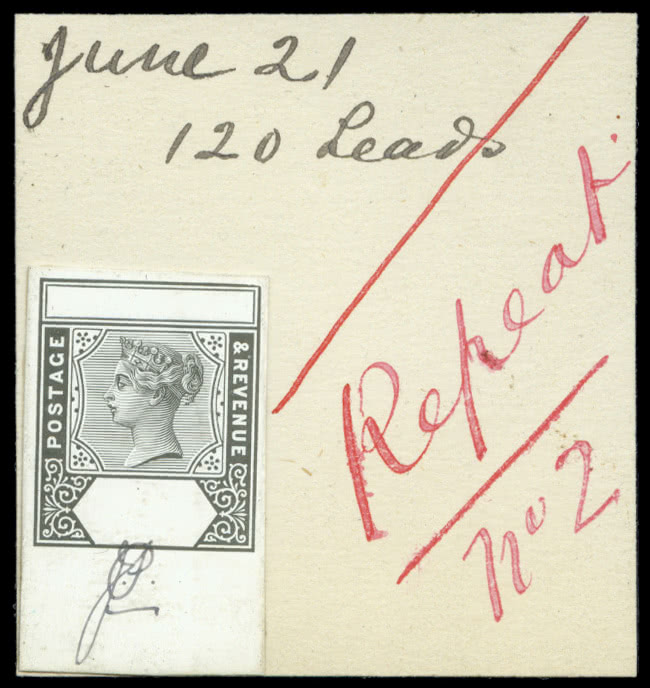 June 21
120 Leads
Repeat.
No 2
POSTAGE
& REVENUE